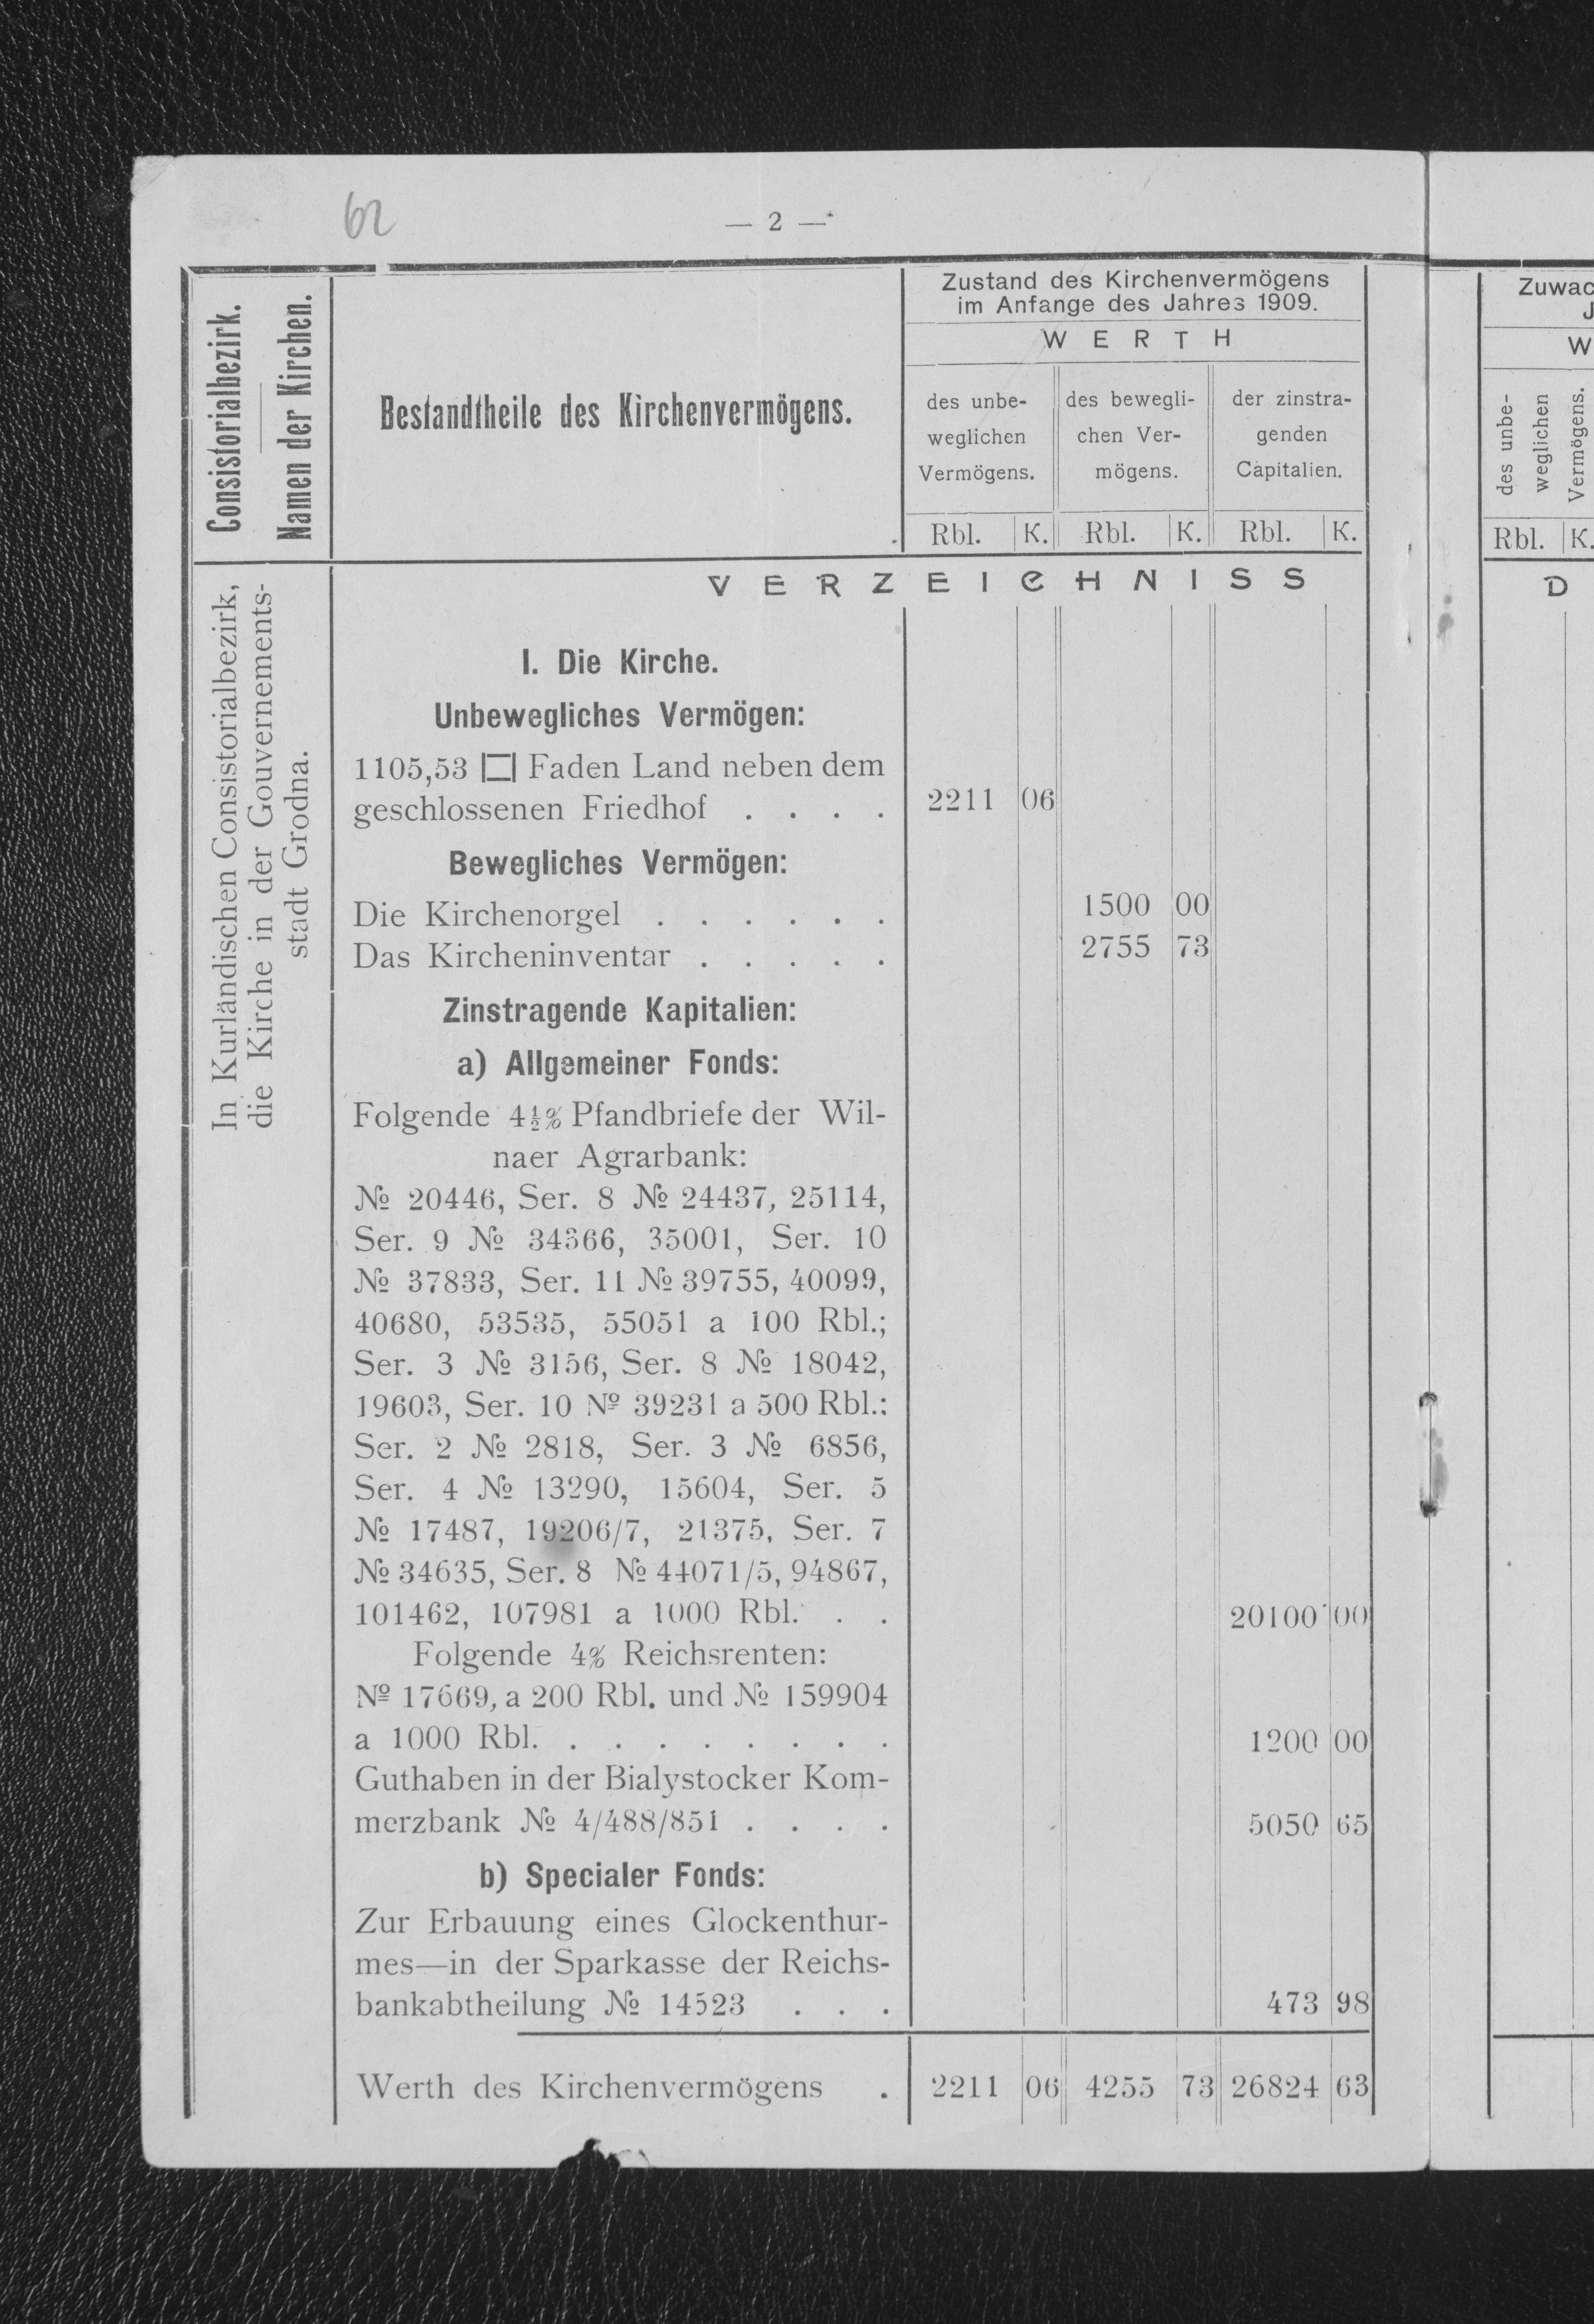 62
— 2 —
Consistorialbezirk.
Namen der Kirchen.
Bestandtheile des Kirchenvermögens.
Zustand des Kirchenvermögens
im Anfange des Jahres 1909.
WERTH
des unbe-
weglichen
Vermögens.
des bewegli-
chen Ver-
mögens.
der zinstra-
genden
Capitalien.
Rbl. K. Rbl. K. Rbl. K.
VERZEICHNISS
In Kurländischen Consistorialbezirk,
die Kirche in der Gouvernements-
stadt Grodna.
I. Die Kirche.
Unbewegliches Vermögen:
1105,53 |□| Faden Land neben dem
geschlossenen Friedhof . . . . 2211 06
Bewegliches Vermögen:
Die Kirchenorgel . . . . . . 1500 00
Das Kircheninventar . . . . . 2755 73
Zinstragende Kapitalien:
a) Allgemeiner Fonds:
Folgende 4½% Pfandbriefe der Wil-
naer Agrarbank:
№ 20446, Ser. 8 № 24437, 25114,
Ser. 9 № 34366, 35001, Ser. 10
№ 37833, Ser. 11 № 39755, 40099,
40680, 53535, 55051 a 100 Rbl.;
Ser. 3 № 3156, Ser. 8 № 18042,
19603, Ser. 10 № 39231 a 500 Rbl.:
Ser. 2 № 2818, Ser. 3 № 6856,
Ser. 4 № 13290, 15604, Ser. 5
№ 17487, 19206/7, 21375, Ser. 7
№ 34635, Ser. 8 № 44071/5, 94867,
101462, 107981 a 1000 Rbl. . . 20100 00
Folgende 4% Reichsrenten:
№ 17669, a 200 Rbl. und № 159904
a 1000 Rbl. . . . . . . . . 1200 00
Guthaben in der Bialystocker Kom-
merzbank № 4/488/851 . . . . 5050 65
b) Specialer Fonds:
Zur Erbauung eines Glockenthur-
mes—in der Sparkasse der Reichs-
bankabtheilung № 14523 . . . 473 98
Werth des Kirchenvermögens . 2211 06 4255 73 26824 63
Zuwac
J
W
des unbe-
weglichen
Vermögens.
Rbl. K.
D